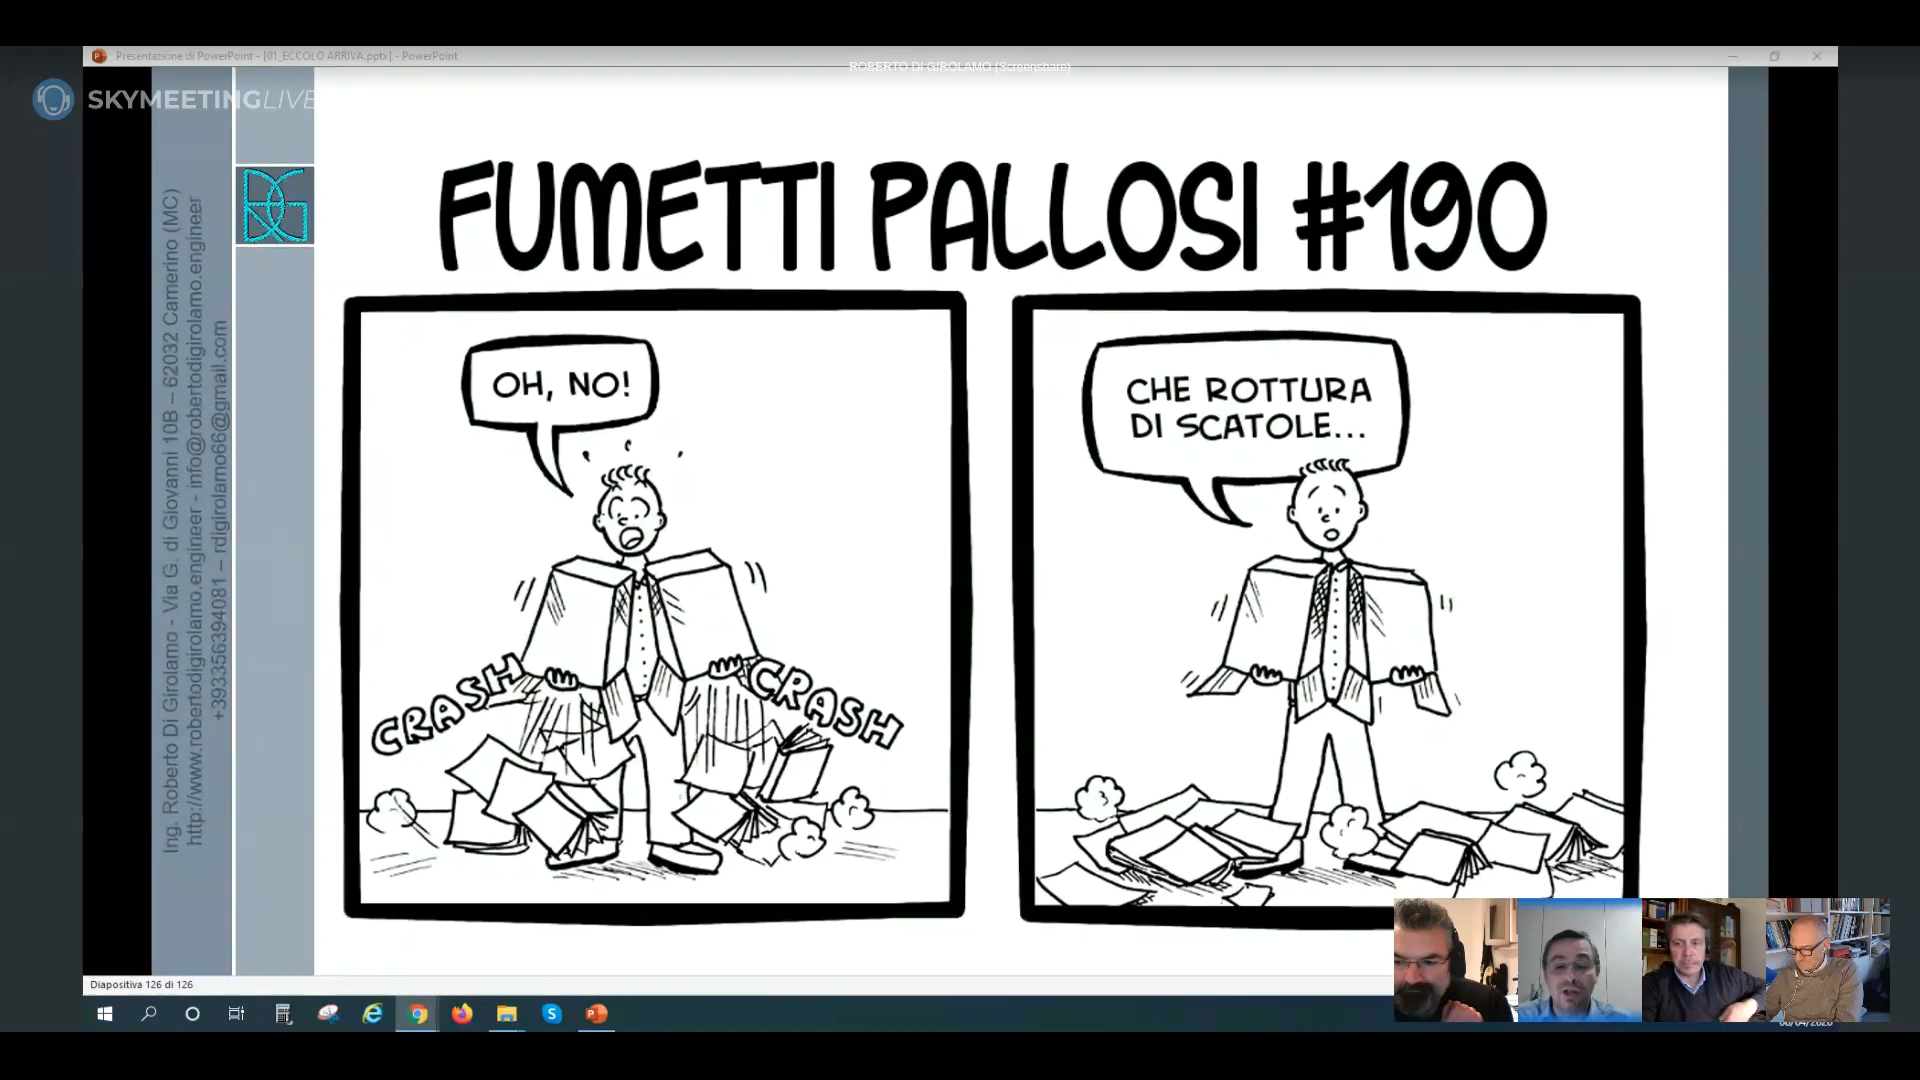 Presentazione di PowerPoint - [01_ECCOLO ARRIVA.pptx] - PowerPoint
ROBERTO DI GIROLAMO (Screenshare)
SKYMEETINGLIVE
Ing. Roberto Di Girolamo - Via G. di Giovanni 10B – 62032 Camerino (MC)
http://www.robertodigirolamo.engineer - info@robertodigirolamo.engineer
+393356394081 – rdigirolamo66@gmail.com
FUMETTI PALLOSI #190
OH, NO!
CRASH
CRASH
CHE ROTTURA
DI SCATOLE...
Diapositiva 126 di 126